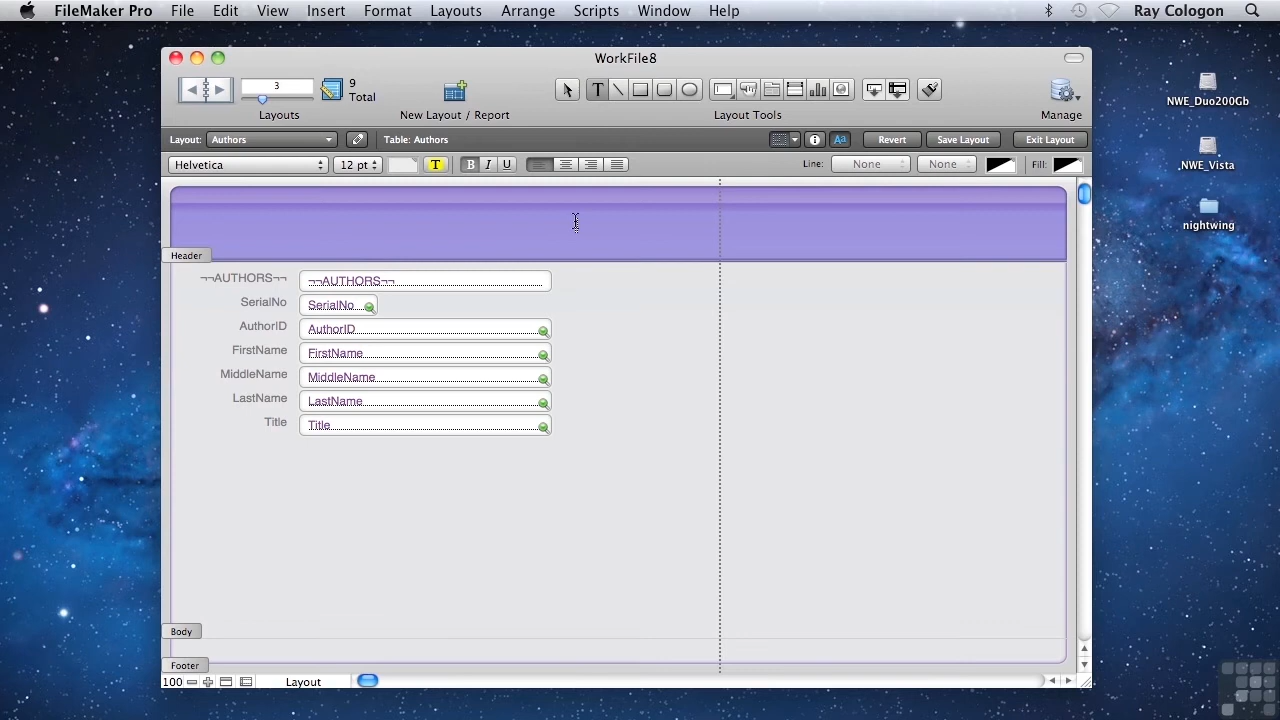 FileMaker Pro File Edit View Insert Format Layouts Arrange Scripts Window Help Ray Cologon
WorkFile8
3 9 Total
Layouts New Layout / Report Layout Tools Manage
Layout: Authors Table: Authors Aa Revert Save Layout Exit Layout
Helvetica 12 pt T B I U Line: None None Fill:
Header
¬¬AUTHORS¬¬ ¬¬AUTHORS¬¬
SerialNo SerialNo
AuthorID AuthorID
FirstName FirstName
MiddleName MiddleName
LastName LastName
Title Title
Body
Footer
100 Layout
NWE_Duo200Gb
.NWE_Vista
nightwing